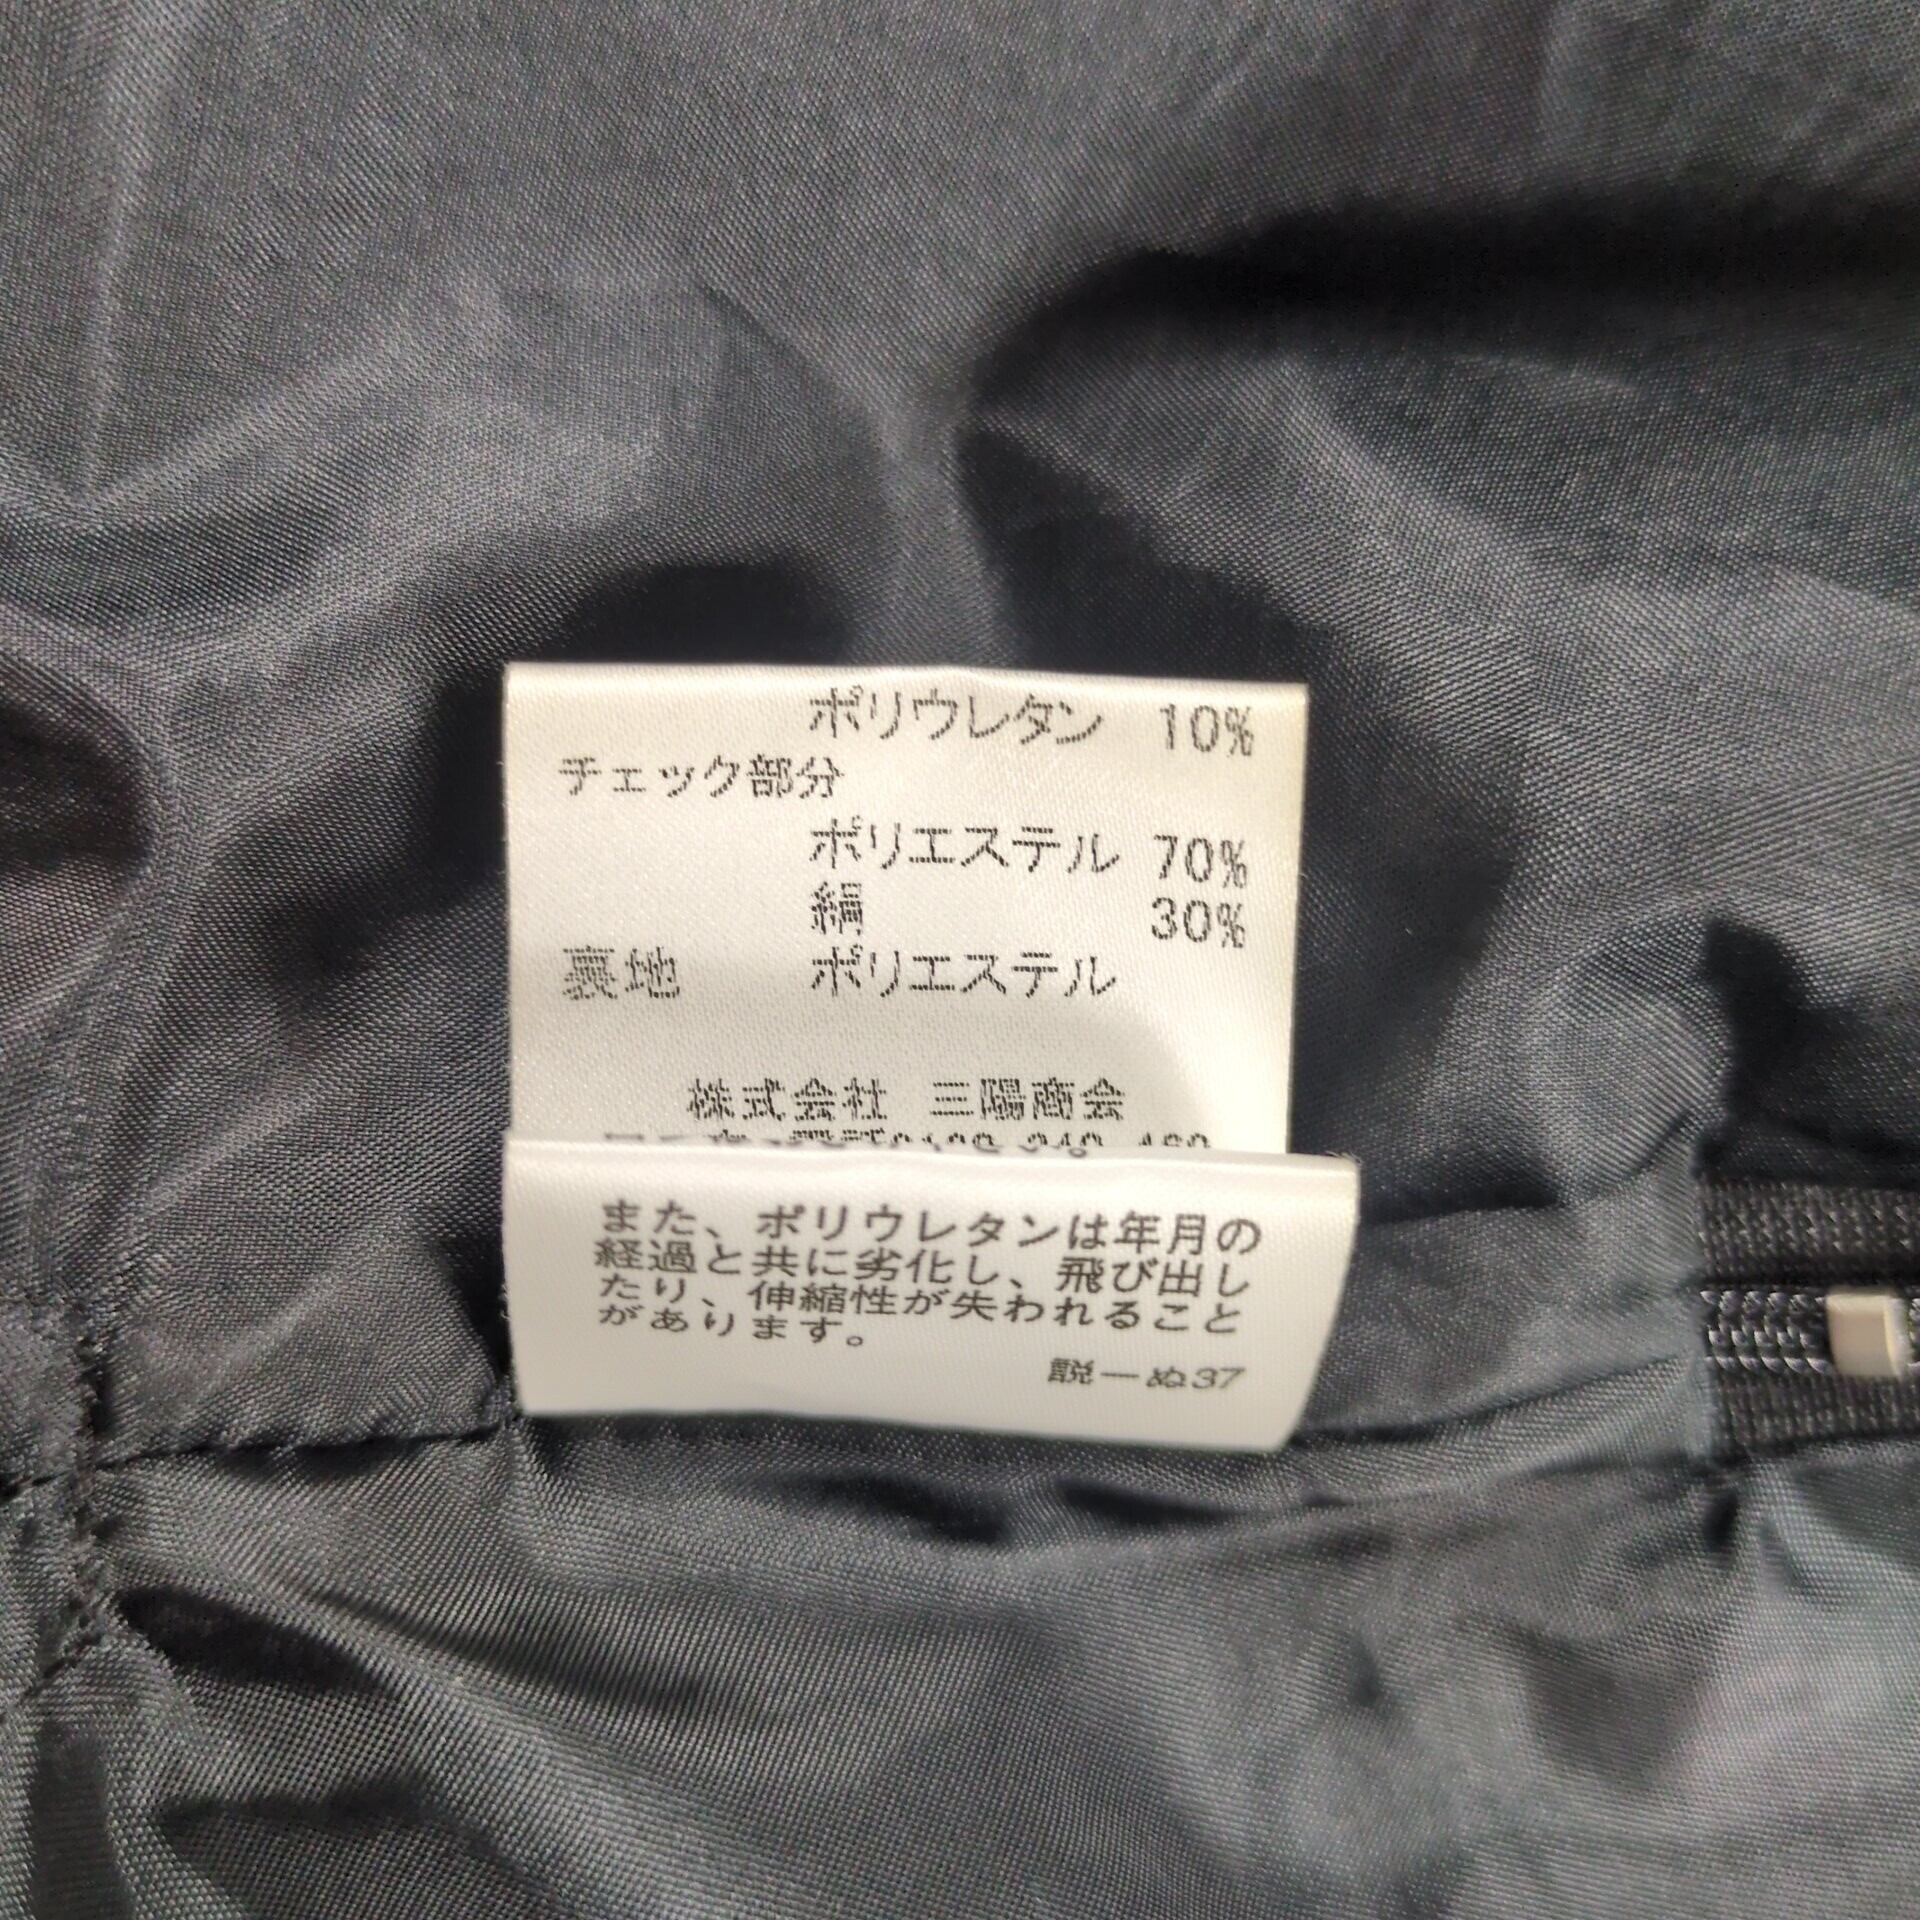 ポリウレタン 10%
チェック部分
ポリエステル 70%
絹 30%
裏地 ポリエステル
株式会社 三陽商会
また、ポリウレタンは年月の
経過と共に劣化し、飛び出し
たり、伸縮性が失われること
があります。
説ーぬ37